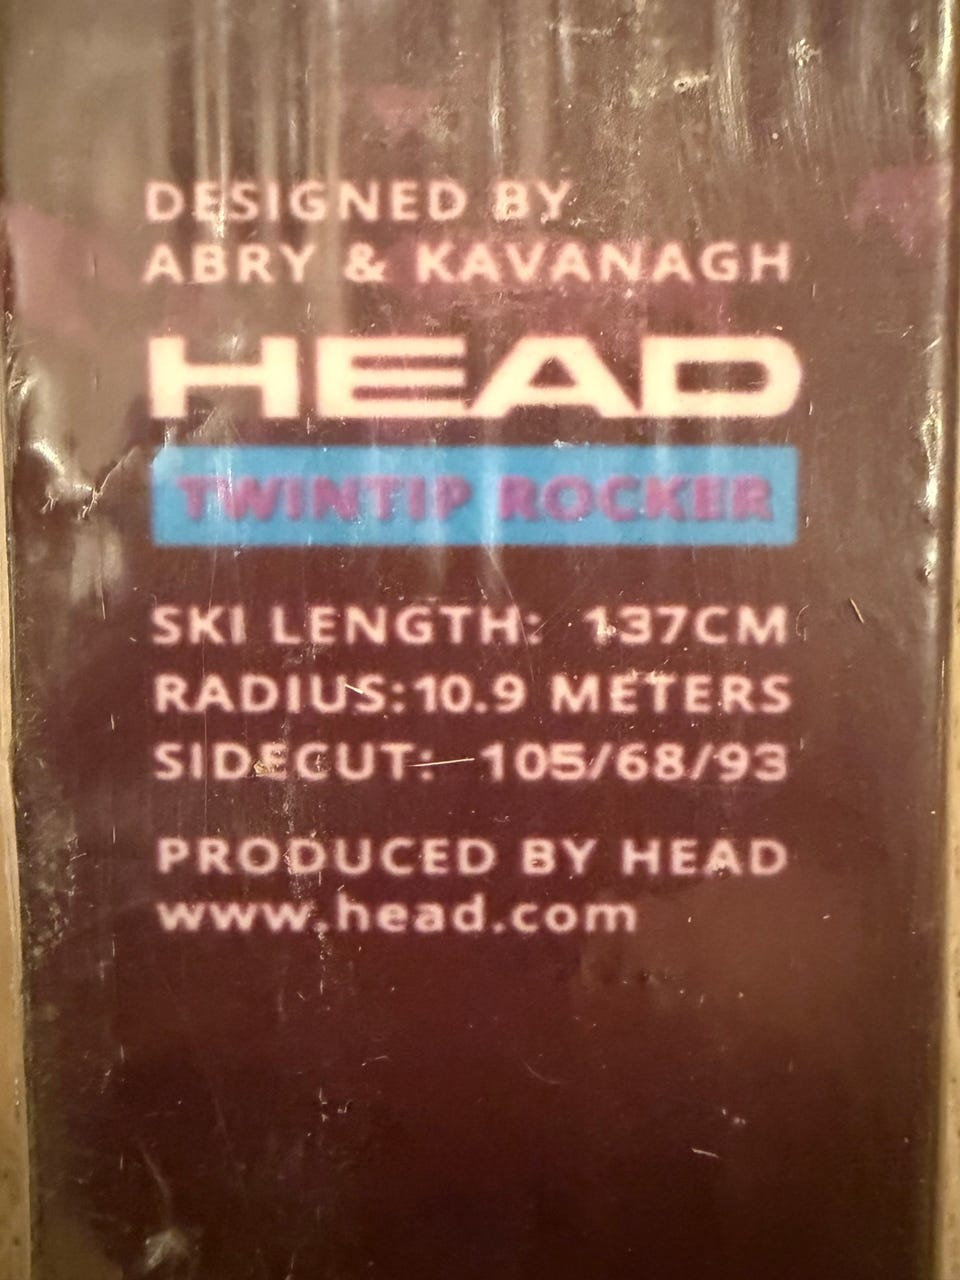 DESIGNED BY
ABRY & KAVANAGH
HEAD
TWINTIP ROCKER
SKI LENGTH: 137CM
RADIUS:10.9 METERS
SIDECUT: 105/68/93
PRODUCED BY HEAD
www.head.com